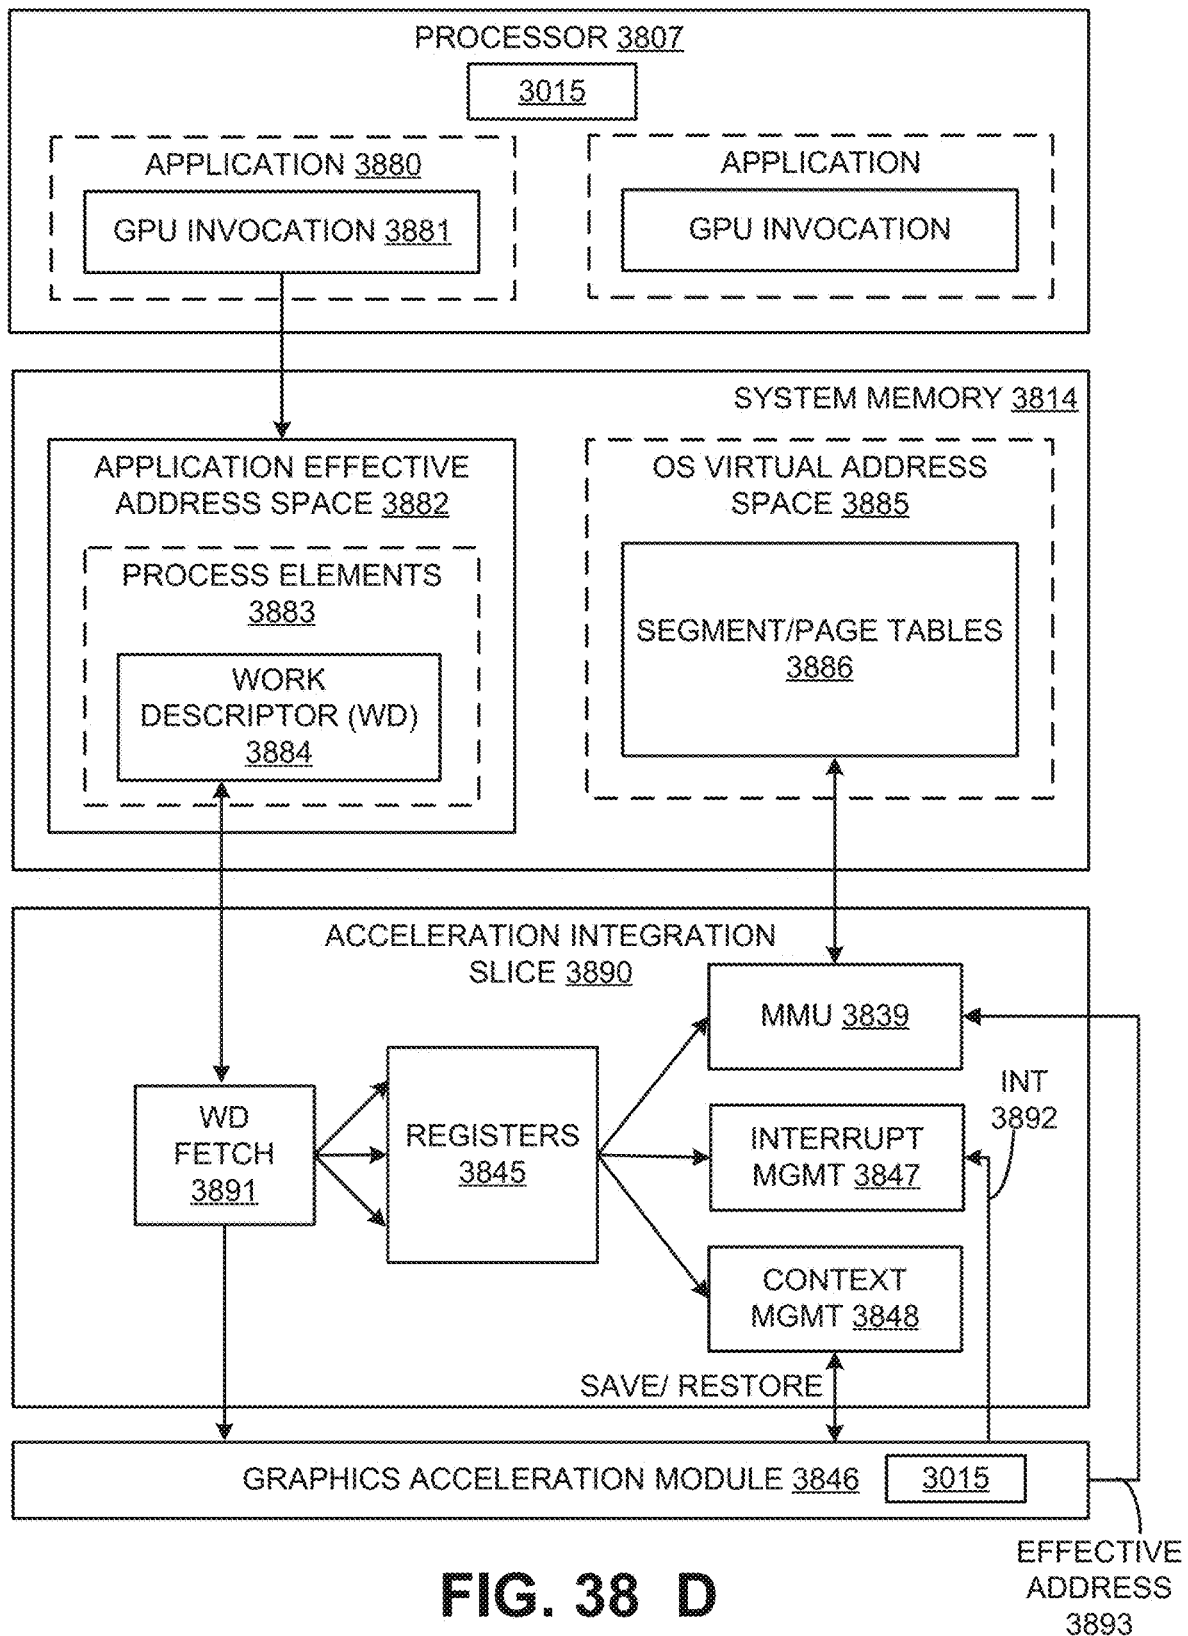 PROCESSOR 3807
3015
APPLICATION 3880
GPU INVOCATION 3881
APPLICATION
GPU INVOCATION
SYSTEM MEMORY 3814
APPLICATION EFFECTIVE
ADDRESS SPACE 3882
PROCESS ELEMENTS
3883
WORK
DESCRIPTOR (WD)
3884
OS VIRTUAL ADDRESS
SPACE 3885
SEGMENT/PAGE TABLES
3886
ACCELERATION INTEGRATION
SLICE 3890
WD
FETCH
3891
REGISTERS
3845
MMU 3839
INTERRUPT
MGMT 3847
CONTEXT
MGMT 3848
INT
3892
SAVE/ RESTORE
GRAPHICS ACCELERATION MODULE 3846
3015
EFFECTIVE
ADDRESS
3893
FIG. 38 D